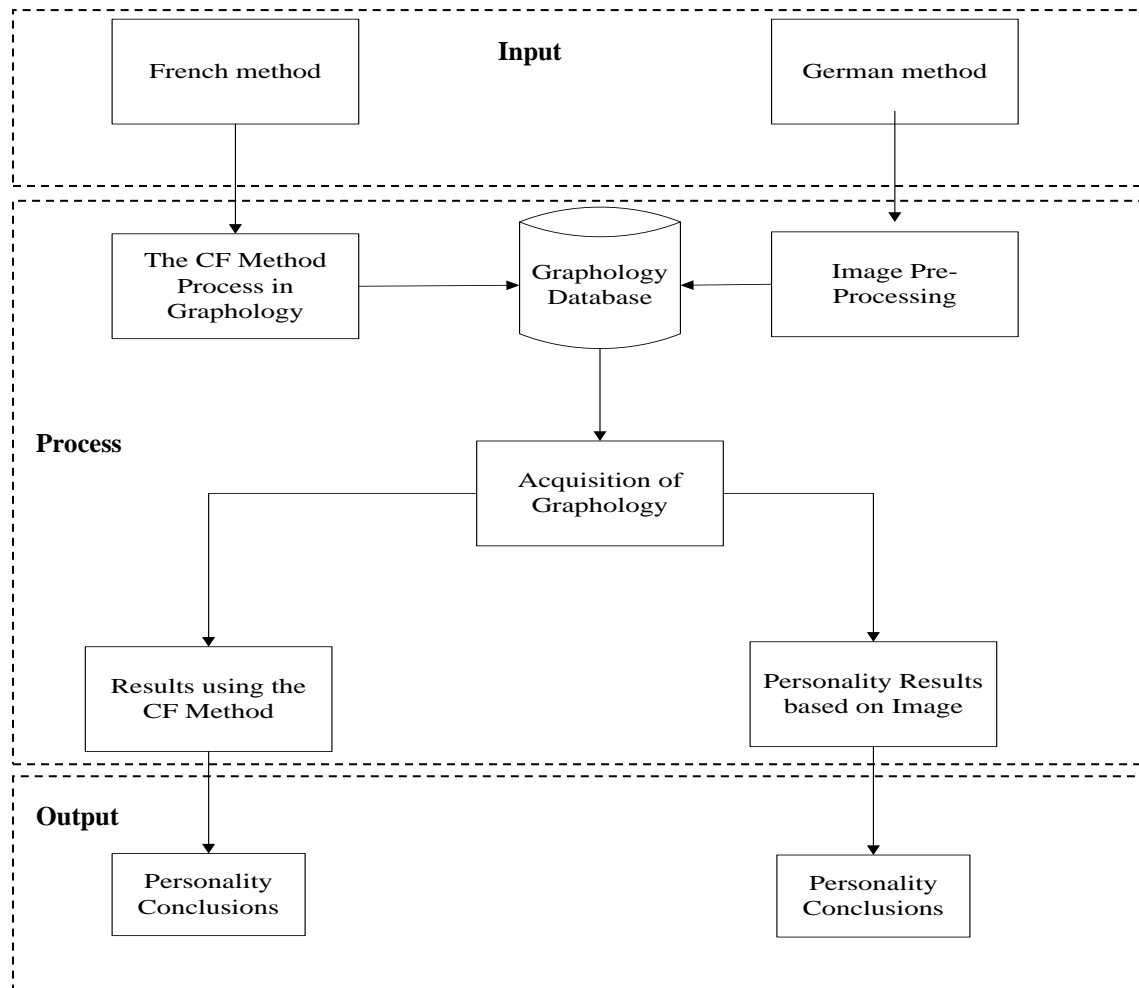 Input
French method
German method
The CF Method
Process in
Graphology
Graphology
Database
Image Pre-
Processing
Process
Acquisition of
Graphology
Results using the
CF Method
Personality Results
based on Image
Output
Personality
Conclusions
Personality
Conclusions